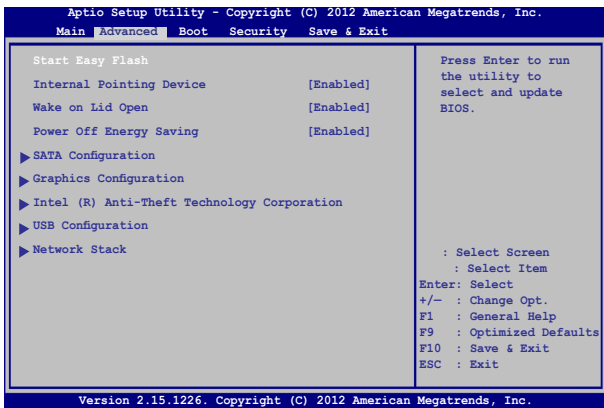 Aptio Setup Utility - Copyright (C) 2012 American Megatrends, Inc.
Main Advanced Boot Security Save & Exit
Start Easy Flash
Internal Pointing Device [Enabled]
Wake on Lid Open [Enabled]
Power Off Energy Saving [Enabled]
SATA Configuration
Graphics Configuration
Intel (R) Anti-Theft Technology Corporation
USB Configuration
Network Stack
Press Enter to run
the utility to
select and update
BIOS.
: Select Screen
: Select Item
Enter: Select
+/— : Change Opt.
F1 : General Help
F9 : Optimized Defaults
F10 : Save & Exit
ESC : Exit
Version 2.15.1226. Copyright (C) 2012 American Megatrends, Inc.